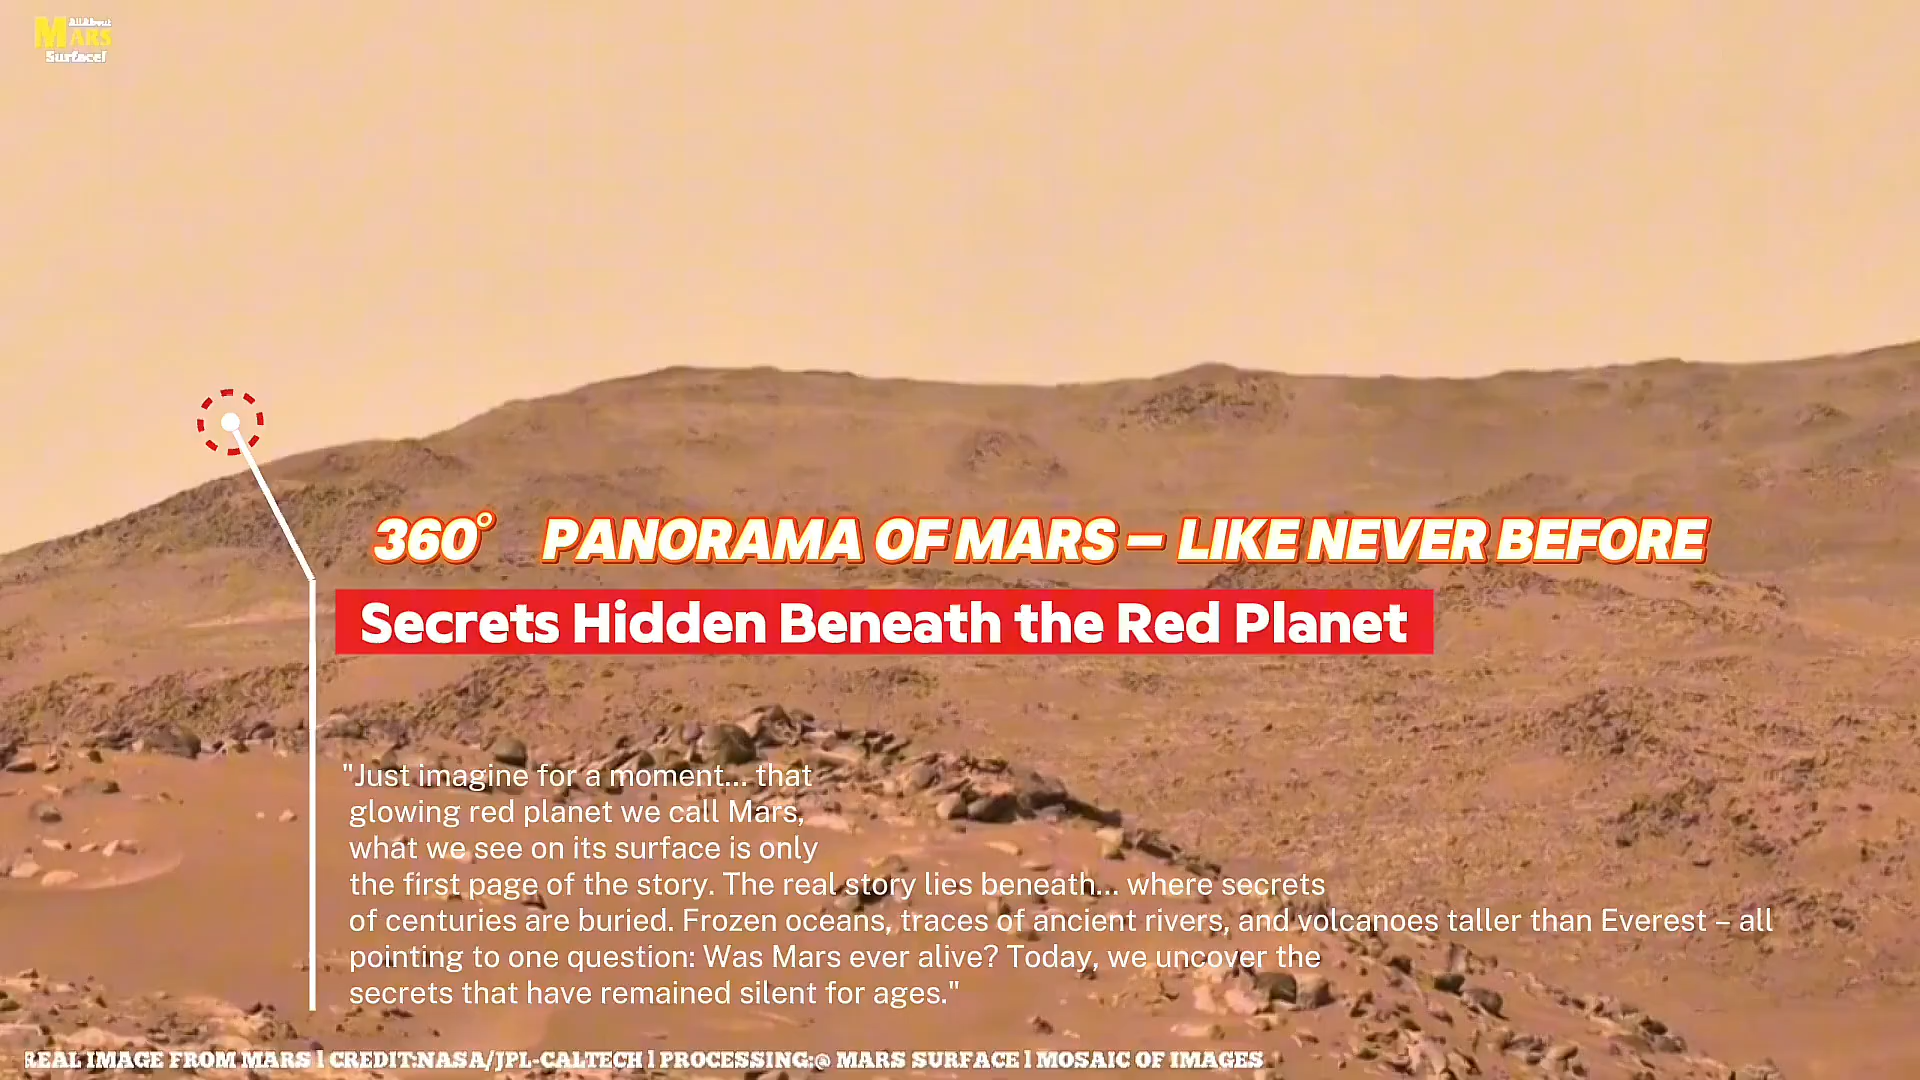 All About
MARS
Surface!
360° PANORAMA OF MARS – LIKE NEVER BEFORE
Secrets Hidden Beneath the Red Planet
"Just imagine for a moment... that
glowing red planet we call Mars,
what we see on its surface is only
the first page of the story. The real story lies beneath... where secrets
of centuries are buried. Frozen oceans, traces of ancient rivers, and volcanoes taller than Everest – all
pointing to one question: Was Mars ever alive? Today, we uncover the
secrets that have remained silent for ages."
REAL IMAGE FROM MARS | CREDIT:NASA/JPL-CALTECH | PROCESSING:@ MARS SURFACE | MOSAIC OF IMAGES